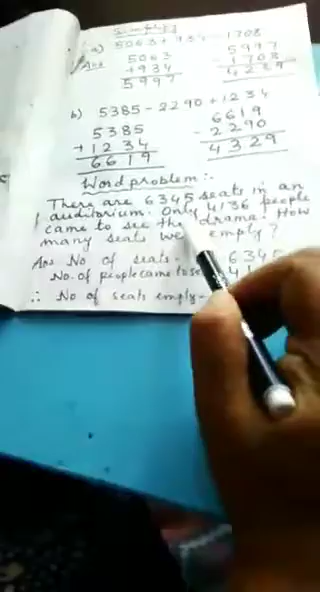 Simplify
a) 5063 + 934 - 1708
Ans 5063 5997
+ 934 - 1708
5997 4289
b) 5385 - 2290 + 1234
5385 6619
+ 1234 - 2290
6619 4329
Word problem :-
There are 6345 seats in an
auditorium. Only 4136 people
came to see the drama. How
many seats empty?
Ans No of seats - 6345
No. of people came to see
∴ No of seats empty -